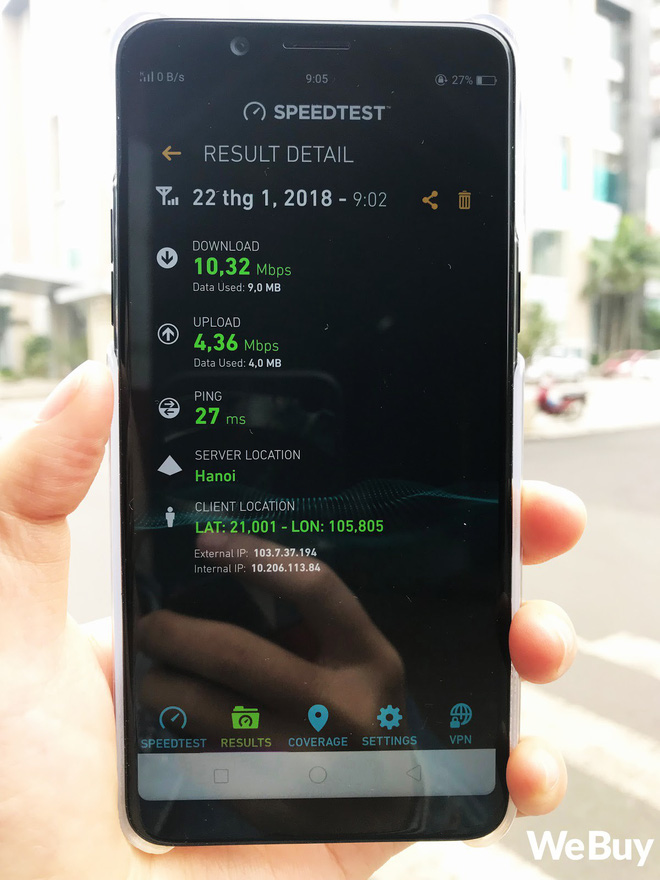 0 B/s 9:05 27%
SPEEDTEST™
RESULT DETAIL
22 thg 1, 2018 - 9:02
DOWNLOAD
10,32 Mbps
Data Used: 9,0 MB
UPLOAD
4,36 Mbps
Data Used: 4,0 MB
PING
27 ms
SERVER LOCATION
Hanoi
CLIENT LOCATION
LAT: 21,001 - LON: 105,805
External IP: 103.7.37.194
Internal IP: 10.206.113.84
SPEEDTEST RESULTS COVERAGE SETTINGS VPN
WeBuy